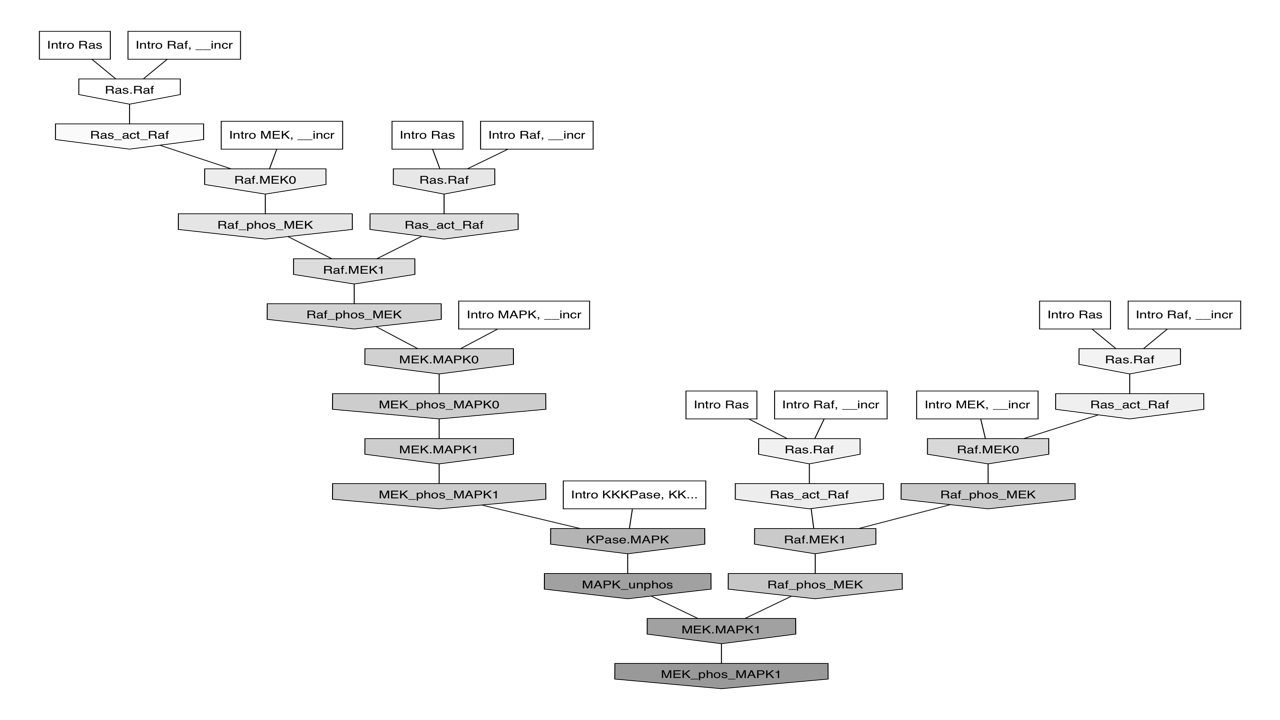 Intro Ras
Intro Raf, __incr
Ras.Raf
Ras_act_Raf
Intro MEK, __incr
Intro Ras
Intro Raf, __incr
Raf.MEK0
Ras.Raf
Raf_phos_MEK
Ras_act_Raf
Raf.MEK1
Raf_phos_MEK
Intro MAPK, __incr
Intro Ras
Intro Raf, __incr
MEK.MAPK0
Ras.Raf
MEK_phos_MAPK0
Intro Ras
Intro Raf, __incr
Intro MEK, __incr
Ras_act_Raf
MEK.MAPK1
Ras.Raf
Raf.MEK0
MEK_phos_MAPK1
Intro KKKPase, KK...
Ras_act_Raf
Raf_phos_MEK
KPase.MAPK
Raf.MEK1
MAPK_unphos
Raf_phos_MEK
MEK.MAPK1
MEK_phos_MAPK1